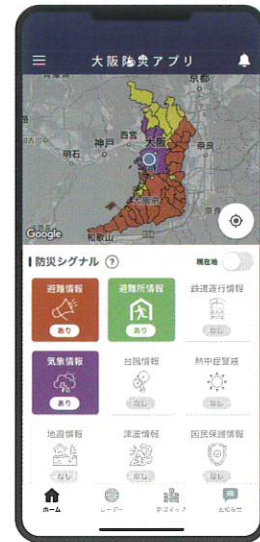 大阪防災アプリ
京都
西宮
神戸 大阪
奈良
明石
和歌山
Google
防災シグナル ?
現在地
避難情報 避難所情報 鉄道運行情報
あり あり なし
気象情報 台風情報 熱中症警戒
あり なし なし
地震情報 津波情報 国民保護情報
なし なし なし
ホーム レーダー 防災マップ お知らせ